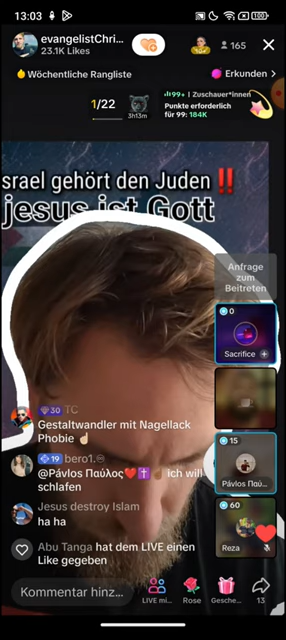 13:03
100
evangelistChri...
23.1K Likes
165
Wöchentliche Rangliste
Erkunden
1/22
3h13m
99+ | Zuschauer*innen
Punkte erforderlich
für 99: 184K
srael gehört den Juden‼️
jesus ist Gott
Anfrage
zum
Beitreten
0
Sacrifice +
30 TC
Gestaltwandler mit Nagellack
Phobie ☝🏻
19 bero1.♾
@Pávlos Παύλος❤️✝️☝🏾 ich will
schlafen
15
Pávlos Παύ...
Jesus destroy Islam
ha ha
60
Reza
Abu Tanga hat dem LIVE einen
Like gegeben
Kommentar hinz...
LIVE mi...
Rose
Gesche...
13